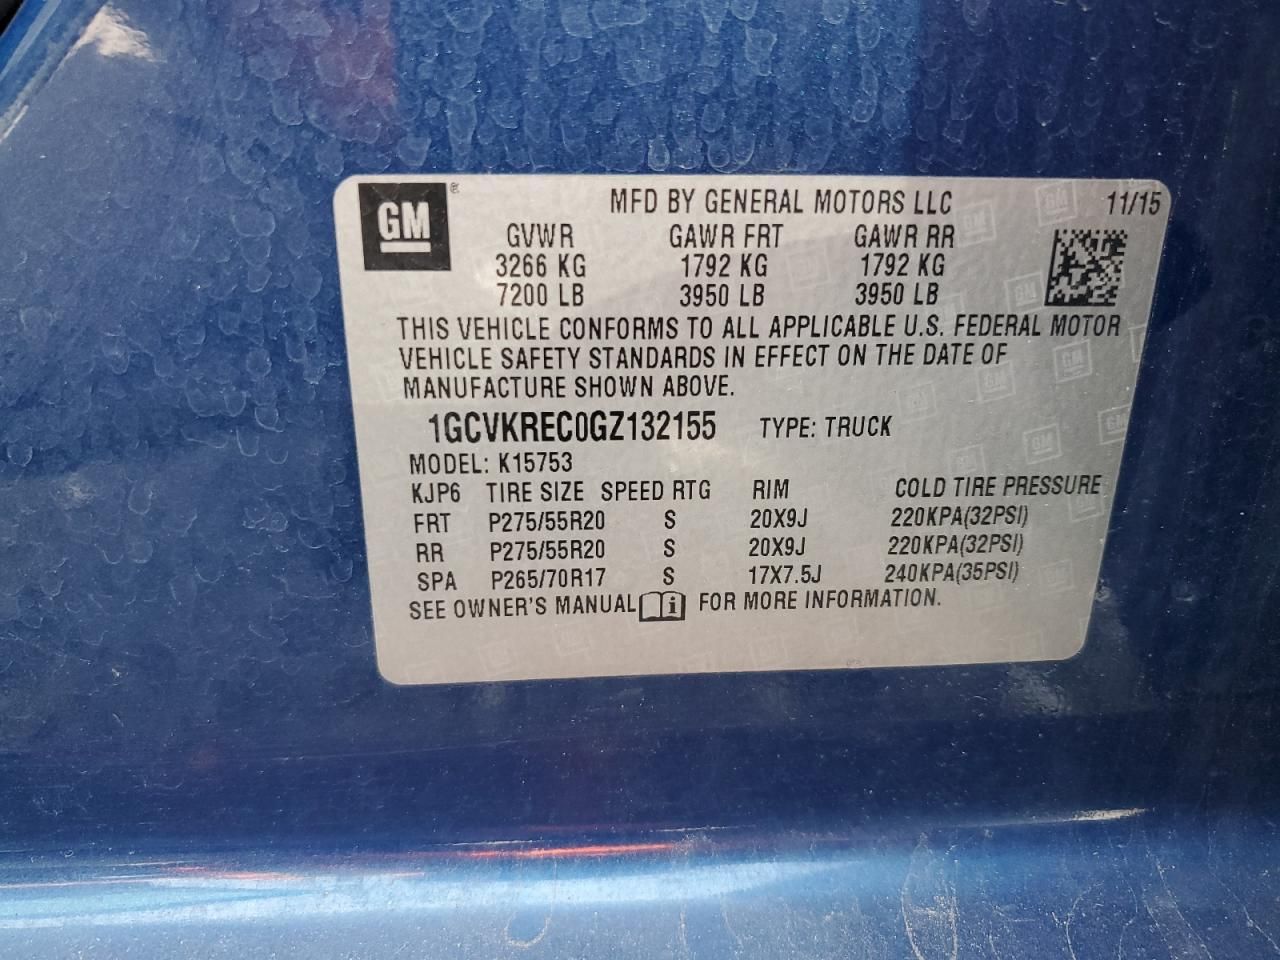 GM ® MFD BY GENERAL MOTORS LLC 11/15
GVWR GAWR FRT GAWR RR
3266 KG 1792 KG 1792 KG
7200 LB 3950 LB 3950 LB
THIS VEHICLE CONFORMS TO ALL APPLICABLE U.S. FEDERAL MOTOR
VEHICLE SAFETY STANDARDS IN EFFECT ON THE DATE OF
MANUFACTURE SHOWN ABOVE.
1GCVKREC0GZ132155 TYPE: TRUCK
MODEL: K15753
KJP6 TIRE SIZE SPEED RTG RIM COLD TIRE PRESSURE
FRT P275/55R20 S 20X9J 220KPA(32PSI)
RR P275/55R20 S 20X9J 220KPA(32PSI)
SPA P265/70R17 S 17X7.5J 240KPA(35PSI)
SEE OWNER'S MANUAL i FOR MORE INFORMATION.